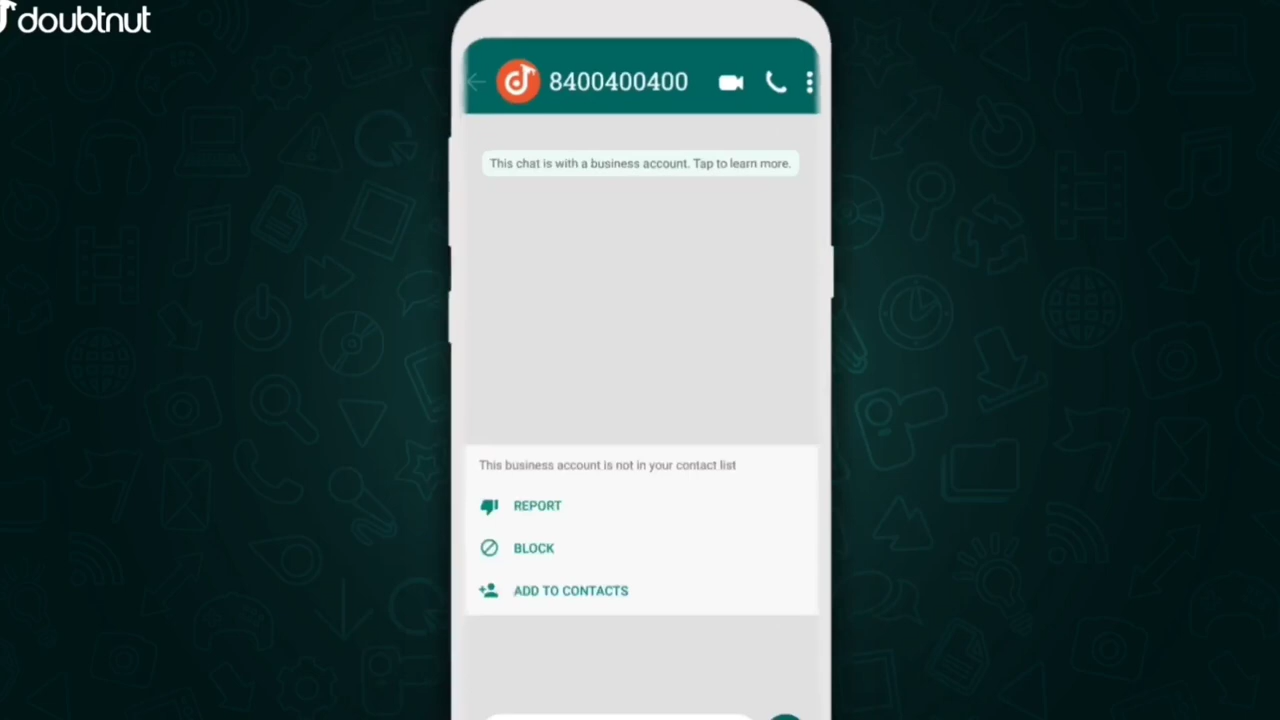 doubtnut
8400400400
This chat is with a business account. Tap to learn more.
This business account is not in your contact list
REPORT
BLOCK
ADD TO CONTACTS